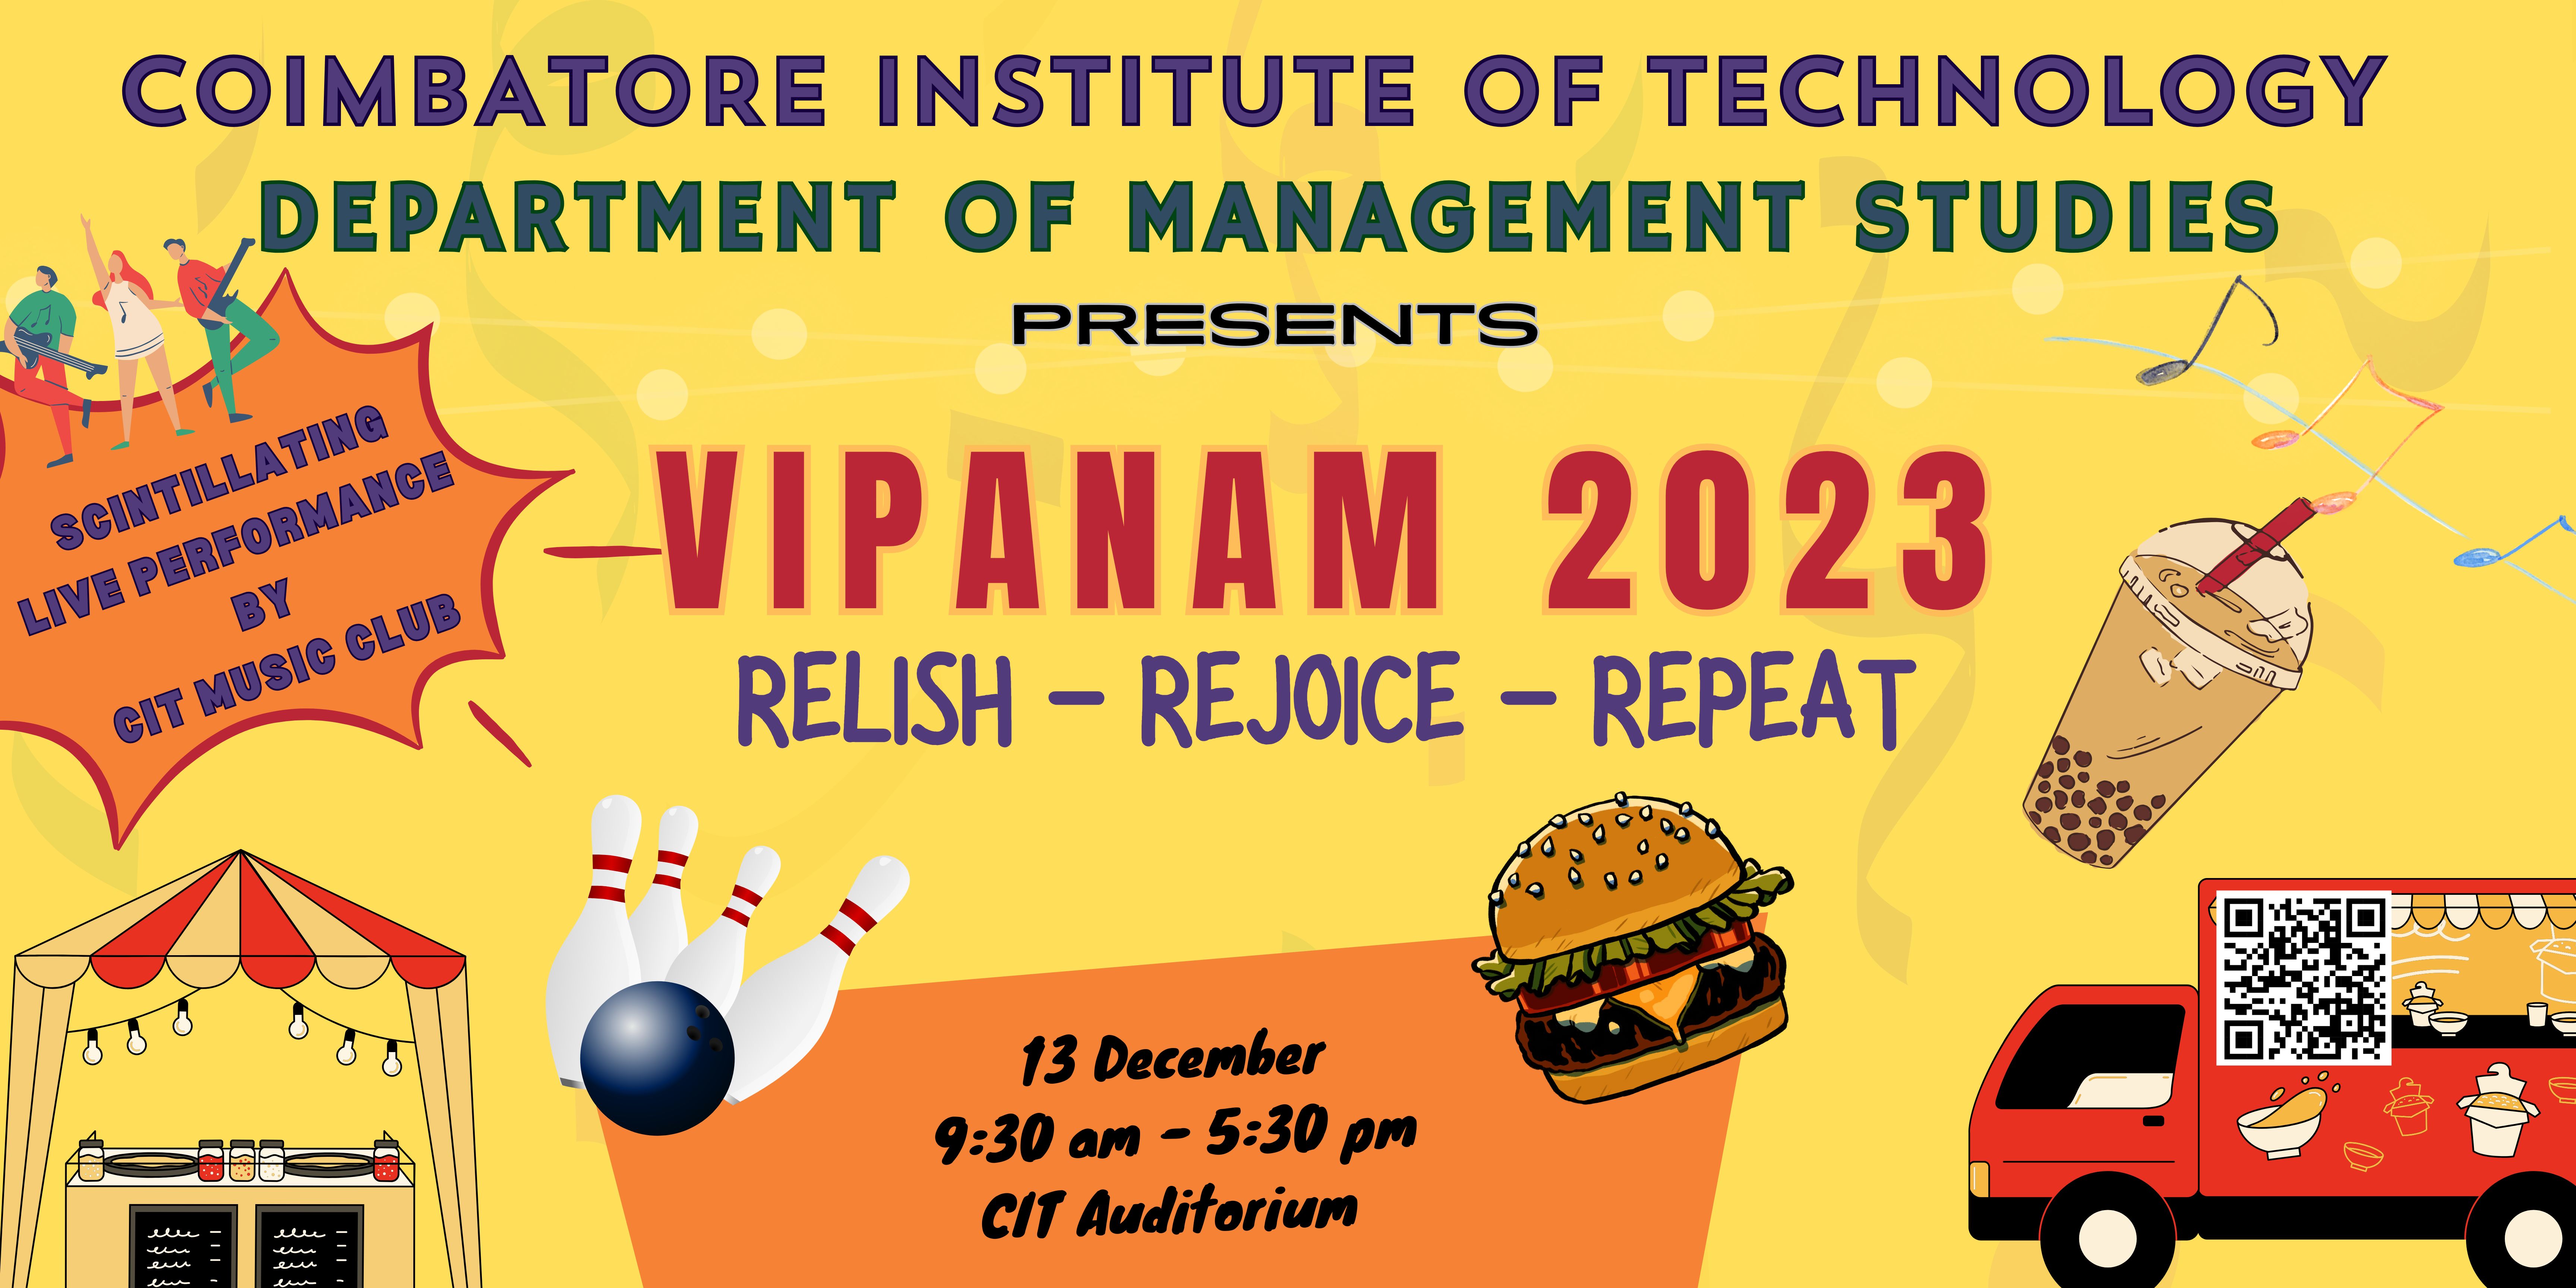 COIMBATORE INSTITUTE OF TECHNOLOGY
DEPARTMENT OF MANAGEMENT STUDIES
PRESENTS
VIPANAM 2023
RELISH - REJOICE - REPEAT
SCINTILLATING
LIVE PERFORMANCE
BY
CIT MUSIC CLUB
13 December
9:30 am - 5:30 pm
CIT Auditorium